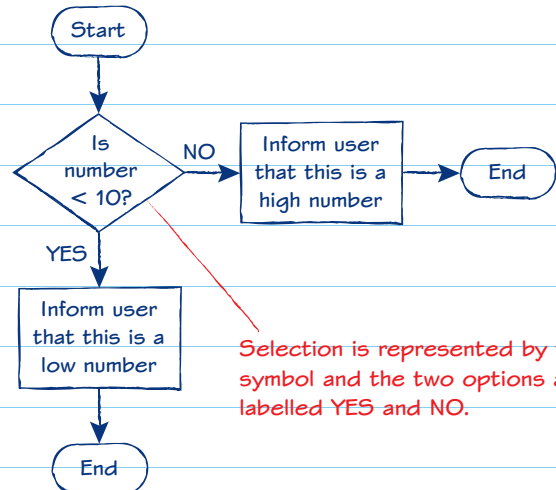 Start
Is
number
< 10?
NO
Inform user
that this is a
high number
End
YES
Inform user
that this is a
low number
Selection is represented by
symbol and the two options
labelled YES and NO.
End